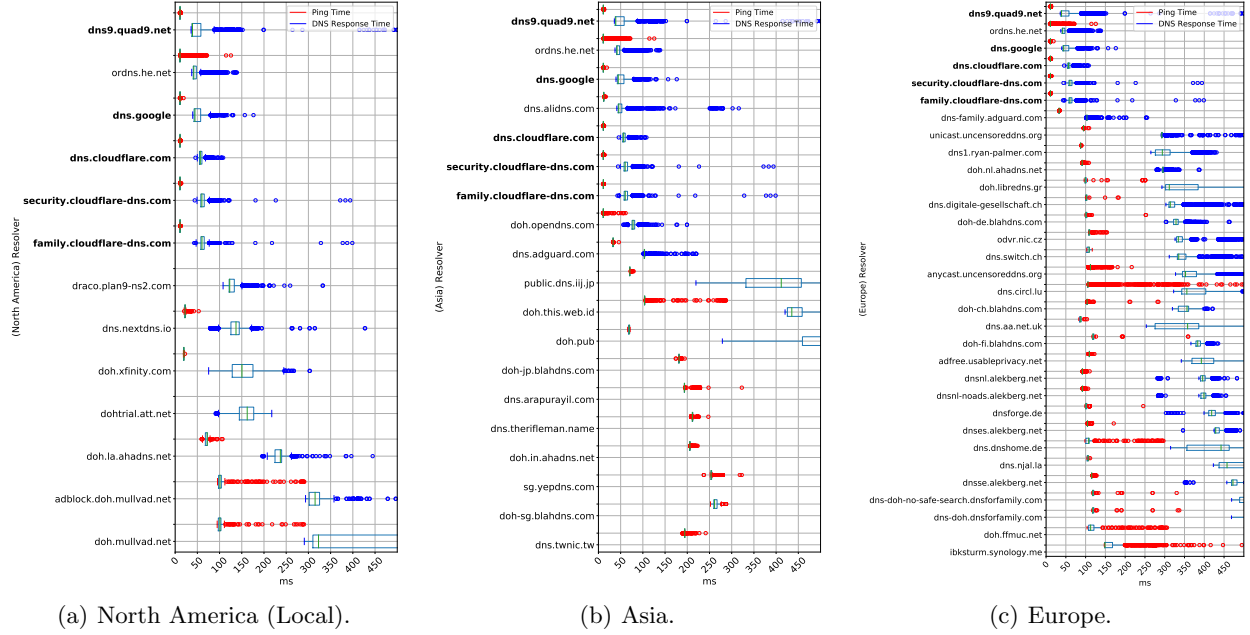 Ping Time
DNS Response Time
dns9.quad9.net
ordns.he.net
dns.google
dns.cloudflare.com
security.cloudflare-dns.com
family.cloudflare-dns.com
draco.plan9-ns2.com
dns.nextdns.io
doh.xfinity.com
dohtrial.att.net
doh.la.ahadns.net
adblock.doh.mullvad.net
doh.mullvad.net
(North America) Resolver
0 50 100 150 200 250 300 350 400 450
ms
(a) North America (Local).
Ping Time
DNS Response Time
dns9.quad9.net
ordns.he.net
dns.google
dns.alidns.com
dns.cloudflare.com
security.cloudflare-dns.com
family.cloudflare-dns.com
doh.opendns.com
dns.adguard.com
public.dns.iij.jp
doh.this.web.id
doh.pub
doh-jp.blahdns.com
dns.arapurayil.com
dns.therifleman.name
doh.in.ahadns.net
sg.yepdns.com
doh-sg.blahdns.com
dns.twnic.tw
(Asia) Resolver
0 50 100 150 200 250 300 350 400 450
ms
(b) Asia.
Ping Time
DNS Response Time
dns9.quad9.net
ordns.he.net
dns.google
dns.cloudflare.com
security.cloudflare-dns.com
family.cloudflare-dns.com
dns-family.adguard.com
unicast.uncensoreddns.org
dns1.ryan-palmer.com
doh.nl.ahadns.net
doh.libredns.gr
dns.digitale-gesellschaft.ch
doh-de.blahdns.com
odvr.nic.cz
dns.switch.ch
anycast.uncensoreddns.org
dns.circl.lu
doh-ch.blahdns.com
dns.aa.net.uk
doh-fi.blahdns.com
adfree.usableprivacy.net
dnsnl.alekberg.net
dnsnl-noads.alekberg.net
dnsforge.de
dnses.alekberg.net
dns.dnshome.de
dns.njal.la
dnsse.alekberg.net
dns-doh-no-safe-search.dnsforfamily.com
dns-doh.dnsforfamily.com
doh.ffmuc.net
ibksturm.synology.me
(Europe) Resolver
0 50 100 150 200 250 300 350 400 450
ms
(c) Europe.